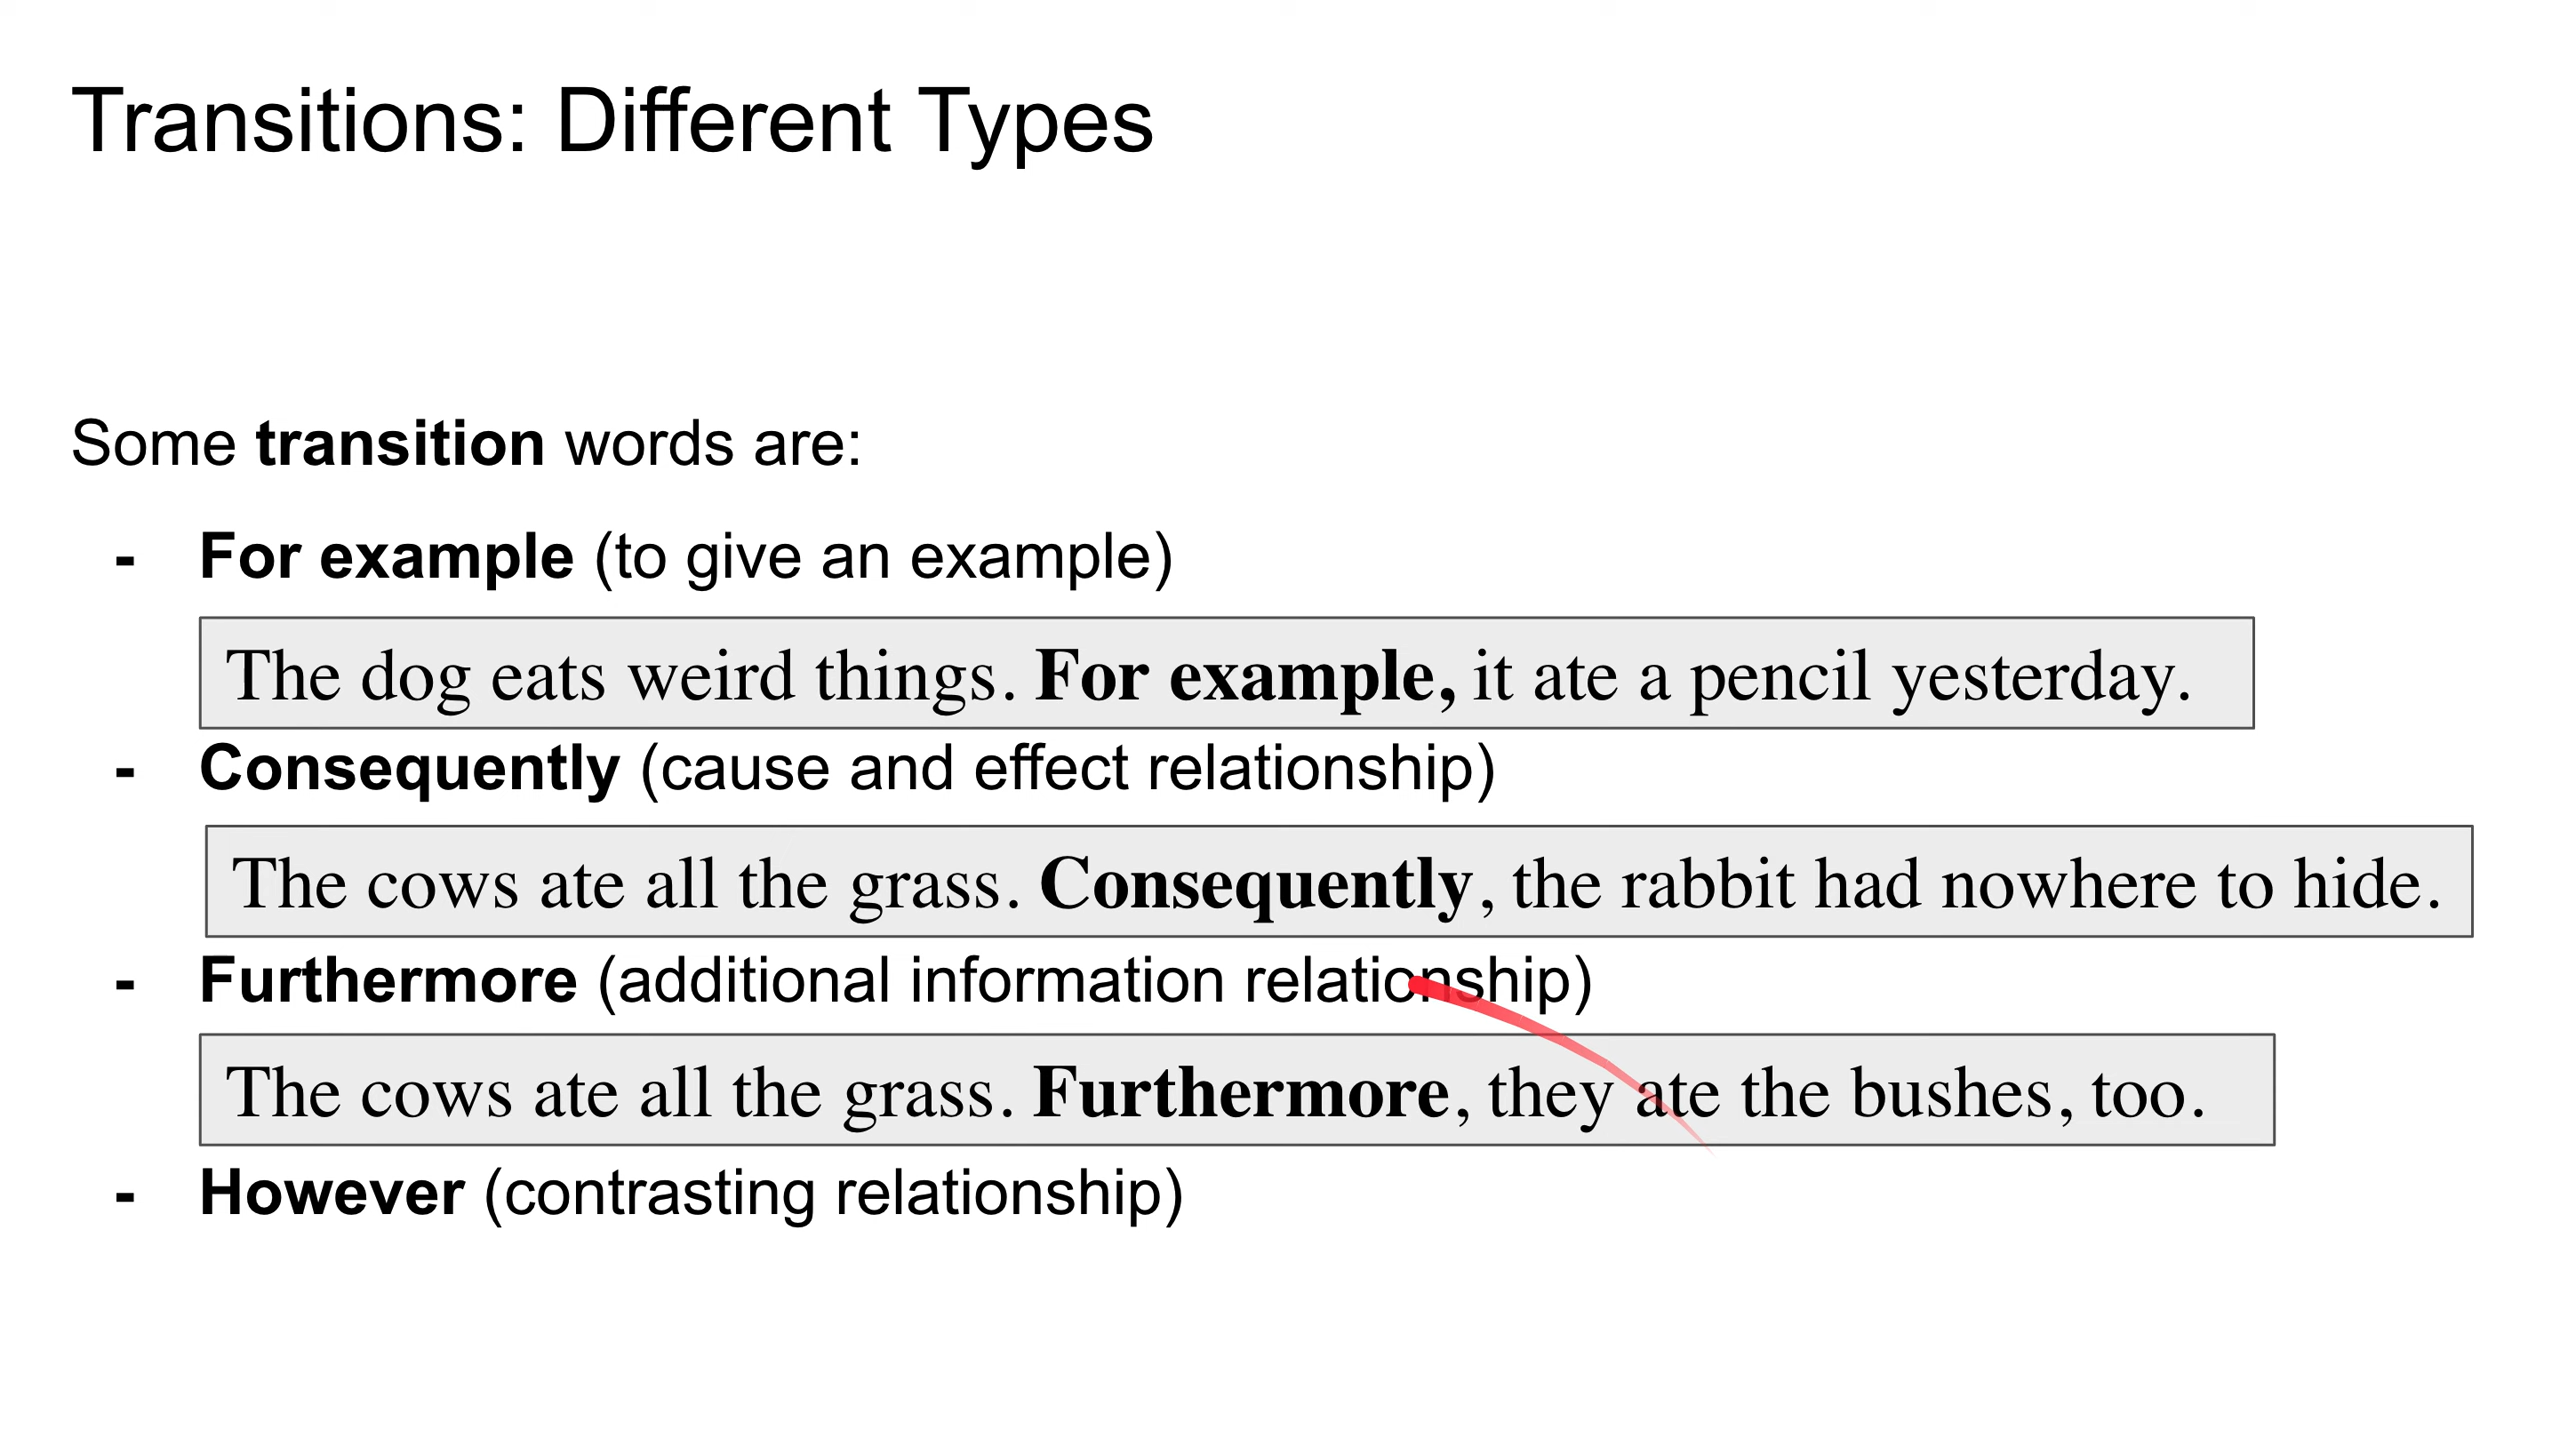 Transitions: Different Types
Some transition words are:
- For example (to give an example)
The dog eats weird things. For example, it ate a pencil yesterday.
- Consequently (cause and effect relationship)
The cows ate all the grass. Consequently, the rabbit had nowhere to hide.
- Furthermore (additional information relationship)
The cows ate all the grass. Furthermore, they ate the bushes, too.
- However (contrasting relationship)